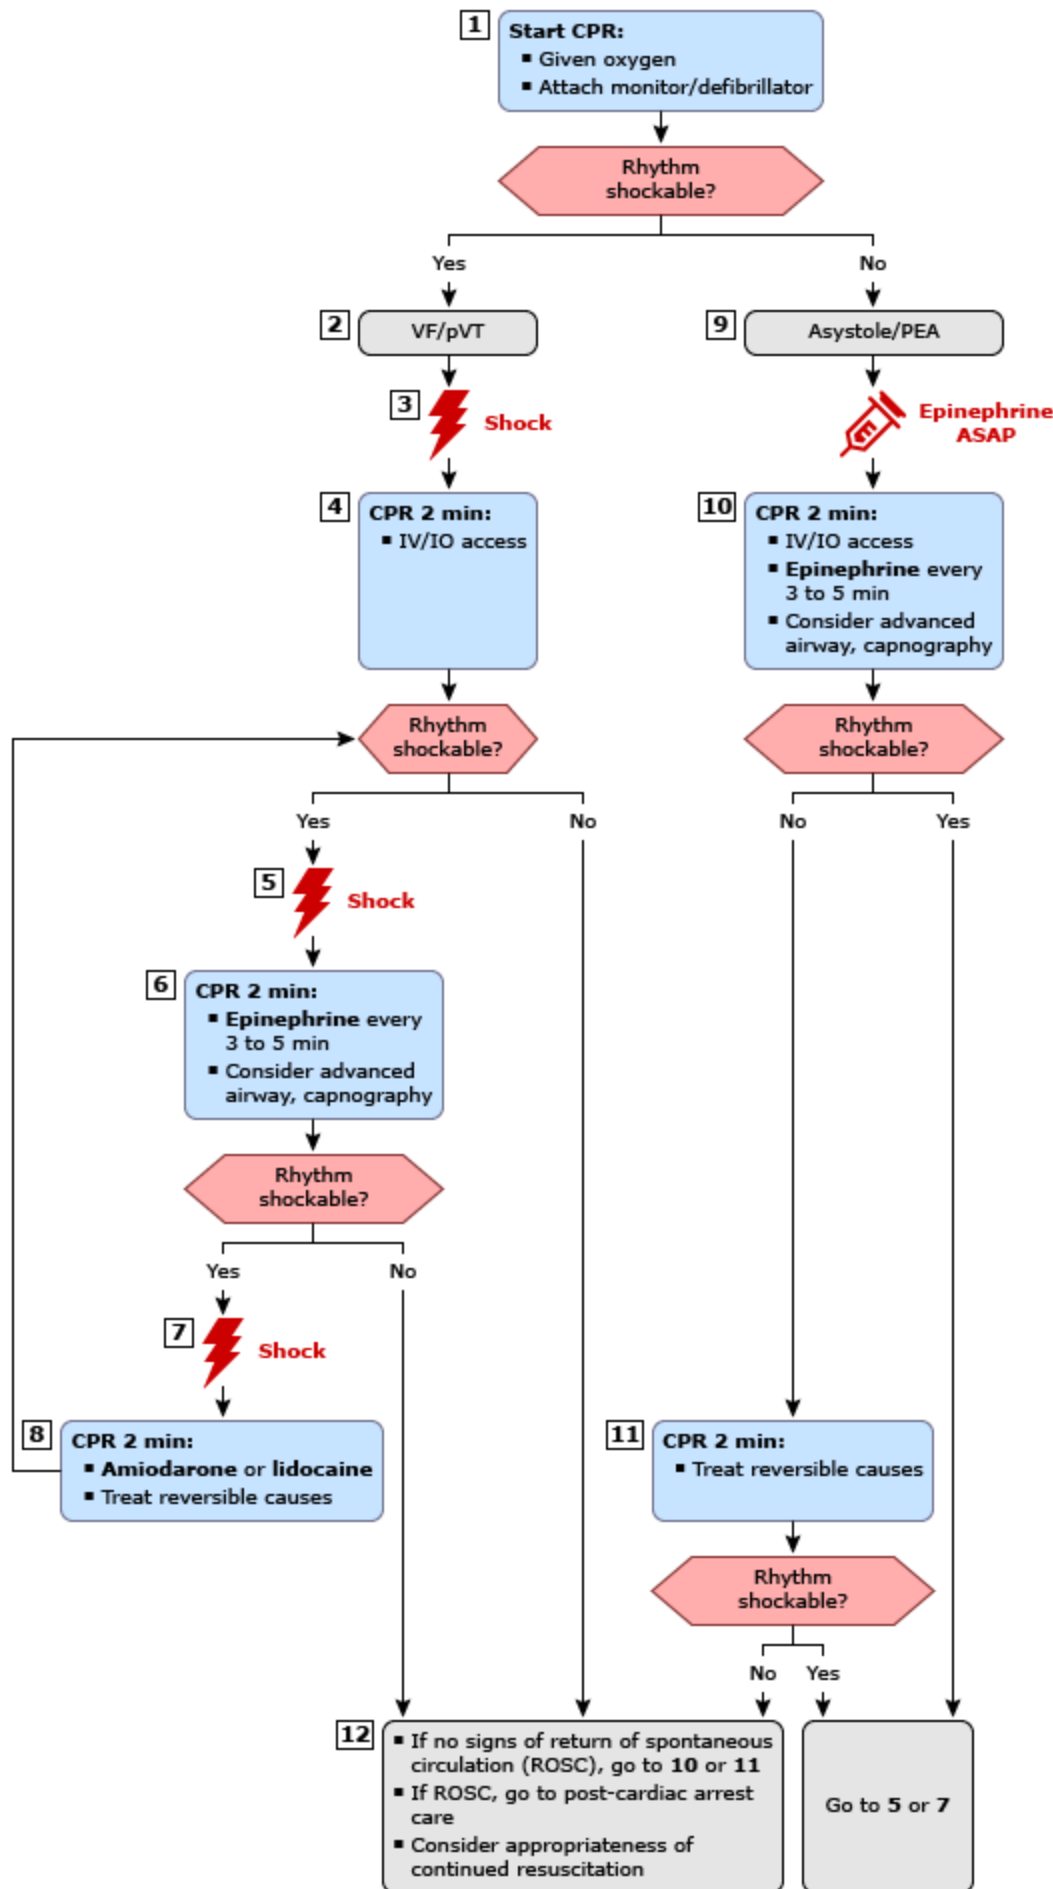 1
Start CPR:
▪ Given oxygen
▪ Attach monitor/defibrillator
Rhythm
shockable?
Yes
No
2
VF/pVT
9
Asystole/PEA
3
Shock
E
Epinephrine
ASAP
4
CPR 2 min:
▪ IV/IO access
10
CPR 2 min:
▪ IV/IO access
▪ Epinephrine every
3 to 5 min
▪ Consider advanced
airway, capnography
Rhythm
shockable?
Rhythm
shockable?
Yes
No
No
Yes
5
Shock
6
CPR 2 min:
▪ Epinephrine every
3 to 5 min
▪ Consider advanced
airway, capnography
Rhythm
shockable?
Yes
No
7
Shock
8
CPR 2 min:
▪ Amiodarone or lidocaine
▪ Treat reversible causes
11
CPR 2 min:
▪ Treat reversible causes
Rhythm
shockable?
No
Yes
12
▪ If no signs of return of spontaneous
circulation (ROSC), go to 10 or 11
▪ If ROSC, go to post-cardiac arrest
care
▪ Consider appropriateness of
continued resuscitation
Go to 5 or 7